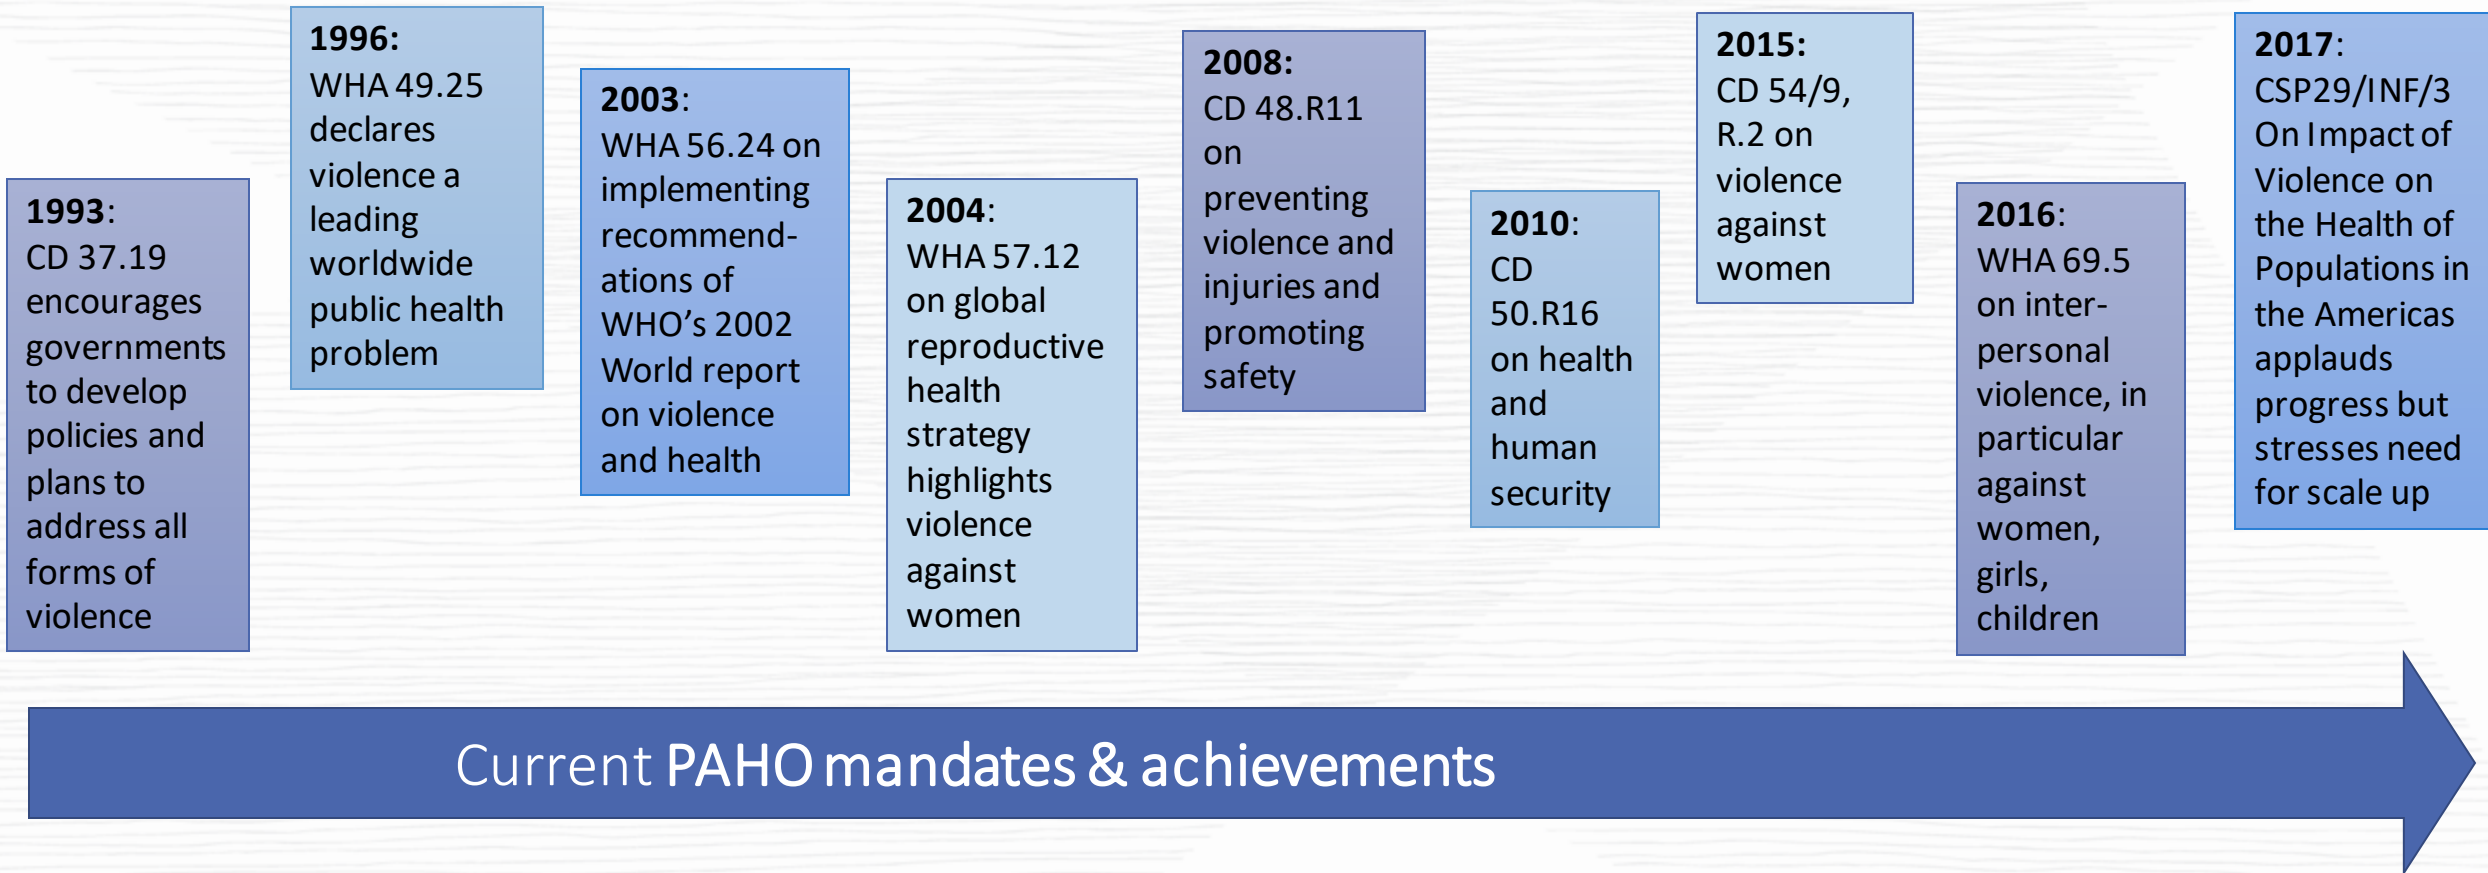 1993:
CD 37.19
encourages
governments
to develop
policies and
plans to
address all
forms of
violence
1996:
WHA 49.25
declares
violence a
leading
worldwide
public health
problem
2003:
WHA 56.24 on
implementing
recommend-
ations of
WHO’s 2002
World report
on violence
and health
2004:
WHA 57.12
on global
reproductive
health
strategy
highlights
violence
against
women
2008:
CD 48.R11
on
preventing
violence and
injuries and
promoting
safety
2010:
CD
50.R16
on health
and
human
security
2015:
CD 54/9,
R.2 on
violence
against
women
2016:
WHA 69.5
on inter-
personal
violence, in
particular
against
women,
girls,
children
2017:
CSP29/INF/3
On Impact of
Violence on
the Health of
Populations in
the Americas
applauds
progress but
stresses need
for scale up
Current PAHO mandates & achievements